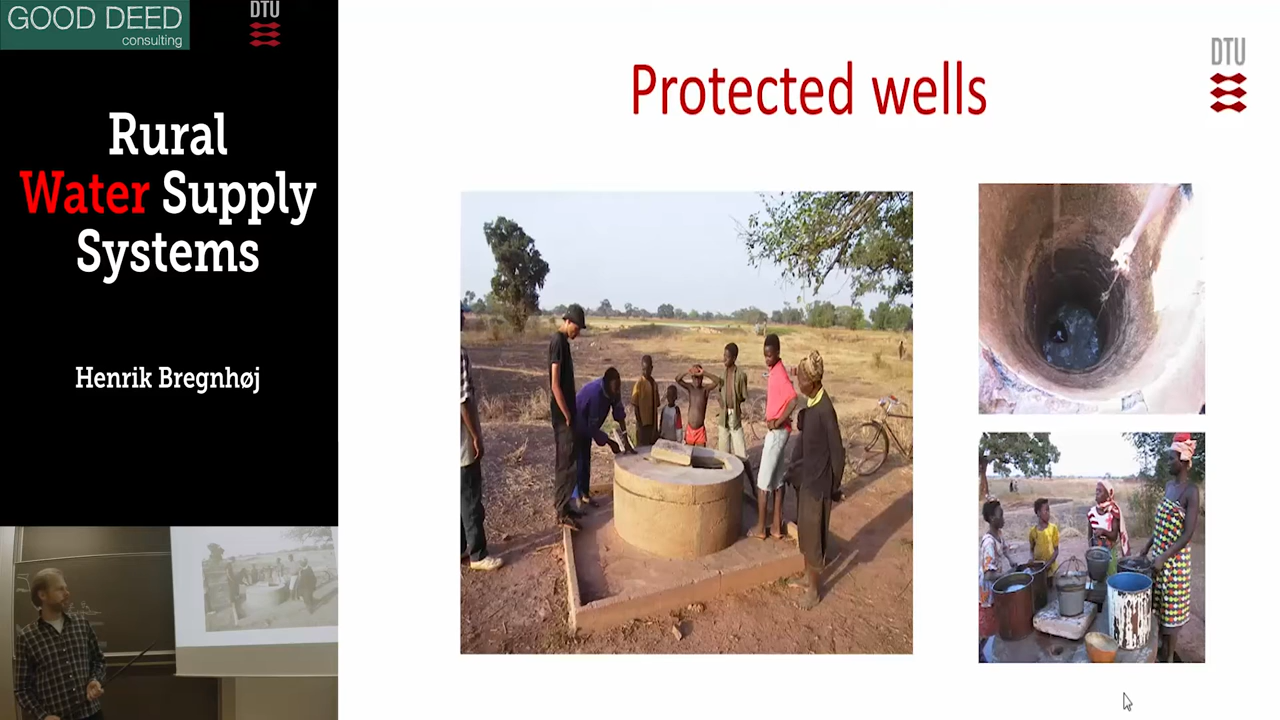 GOOD DEED
consulting
DTU
Rural
Water Supply
Systems
Henrik Bregnhøj
Protected wells
DTU